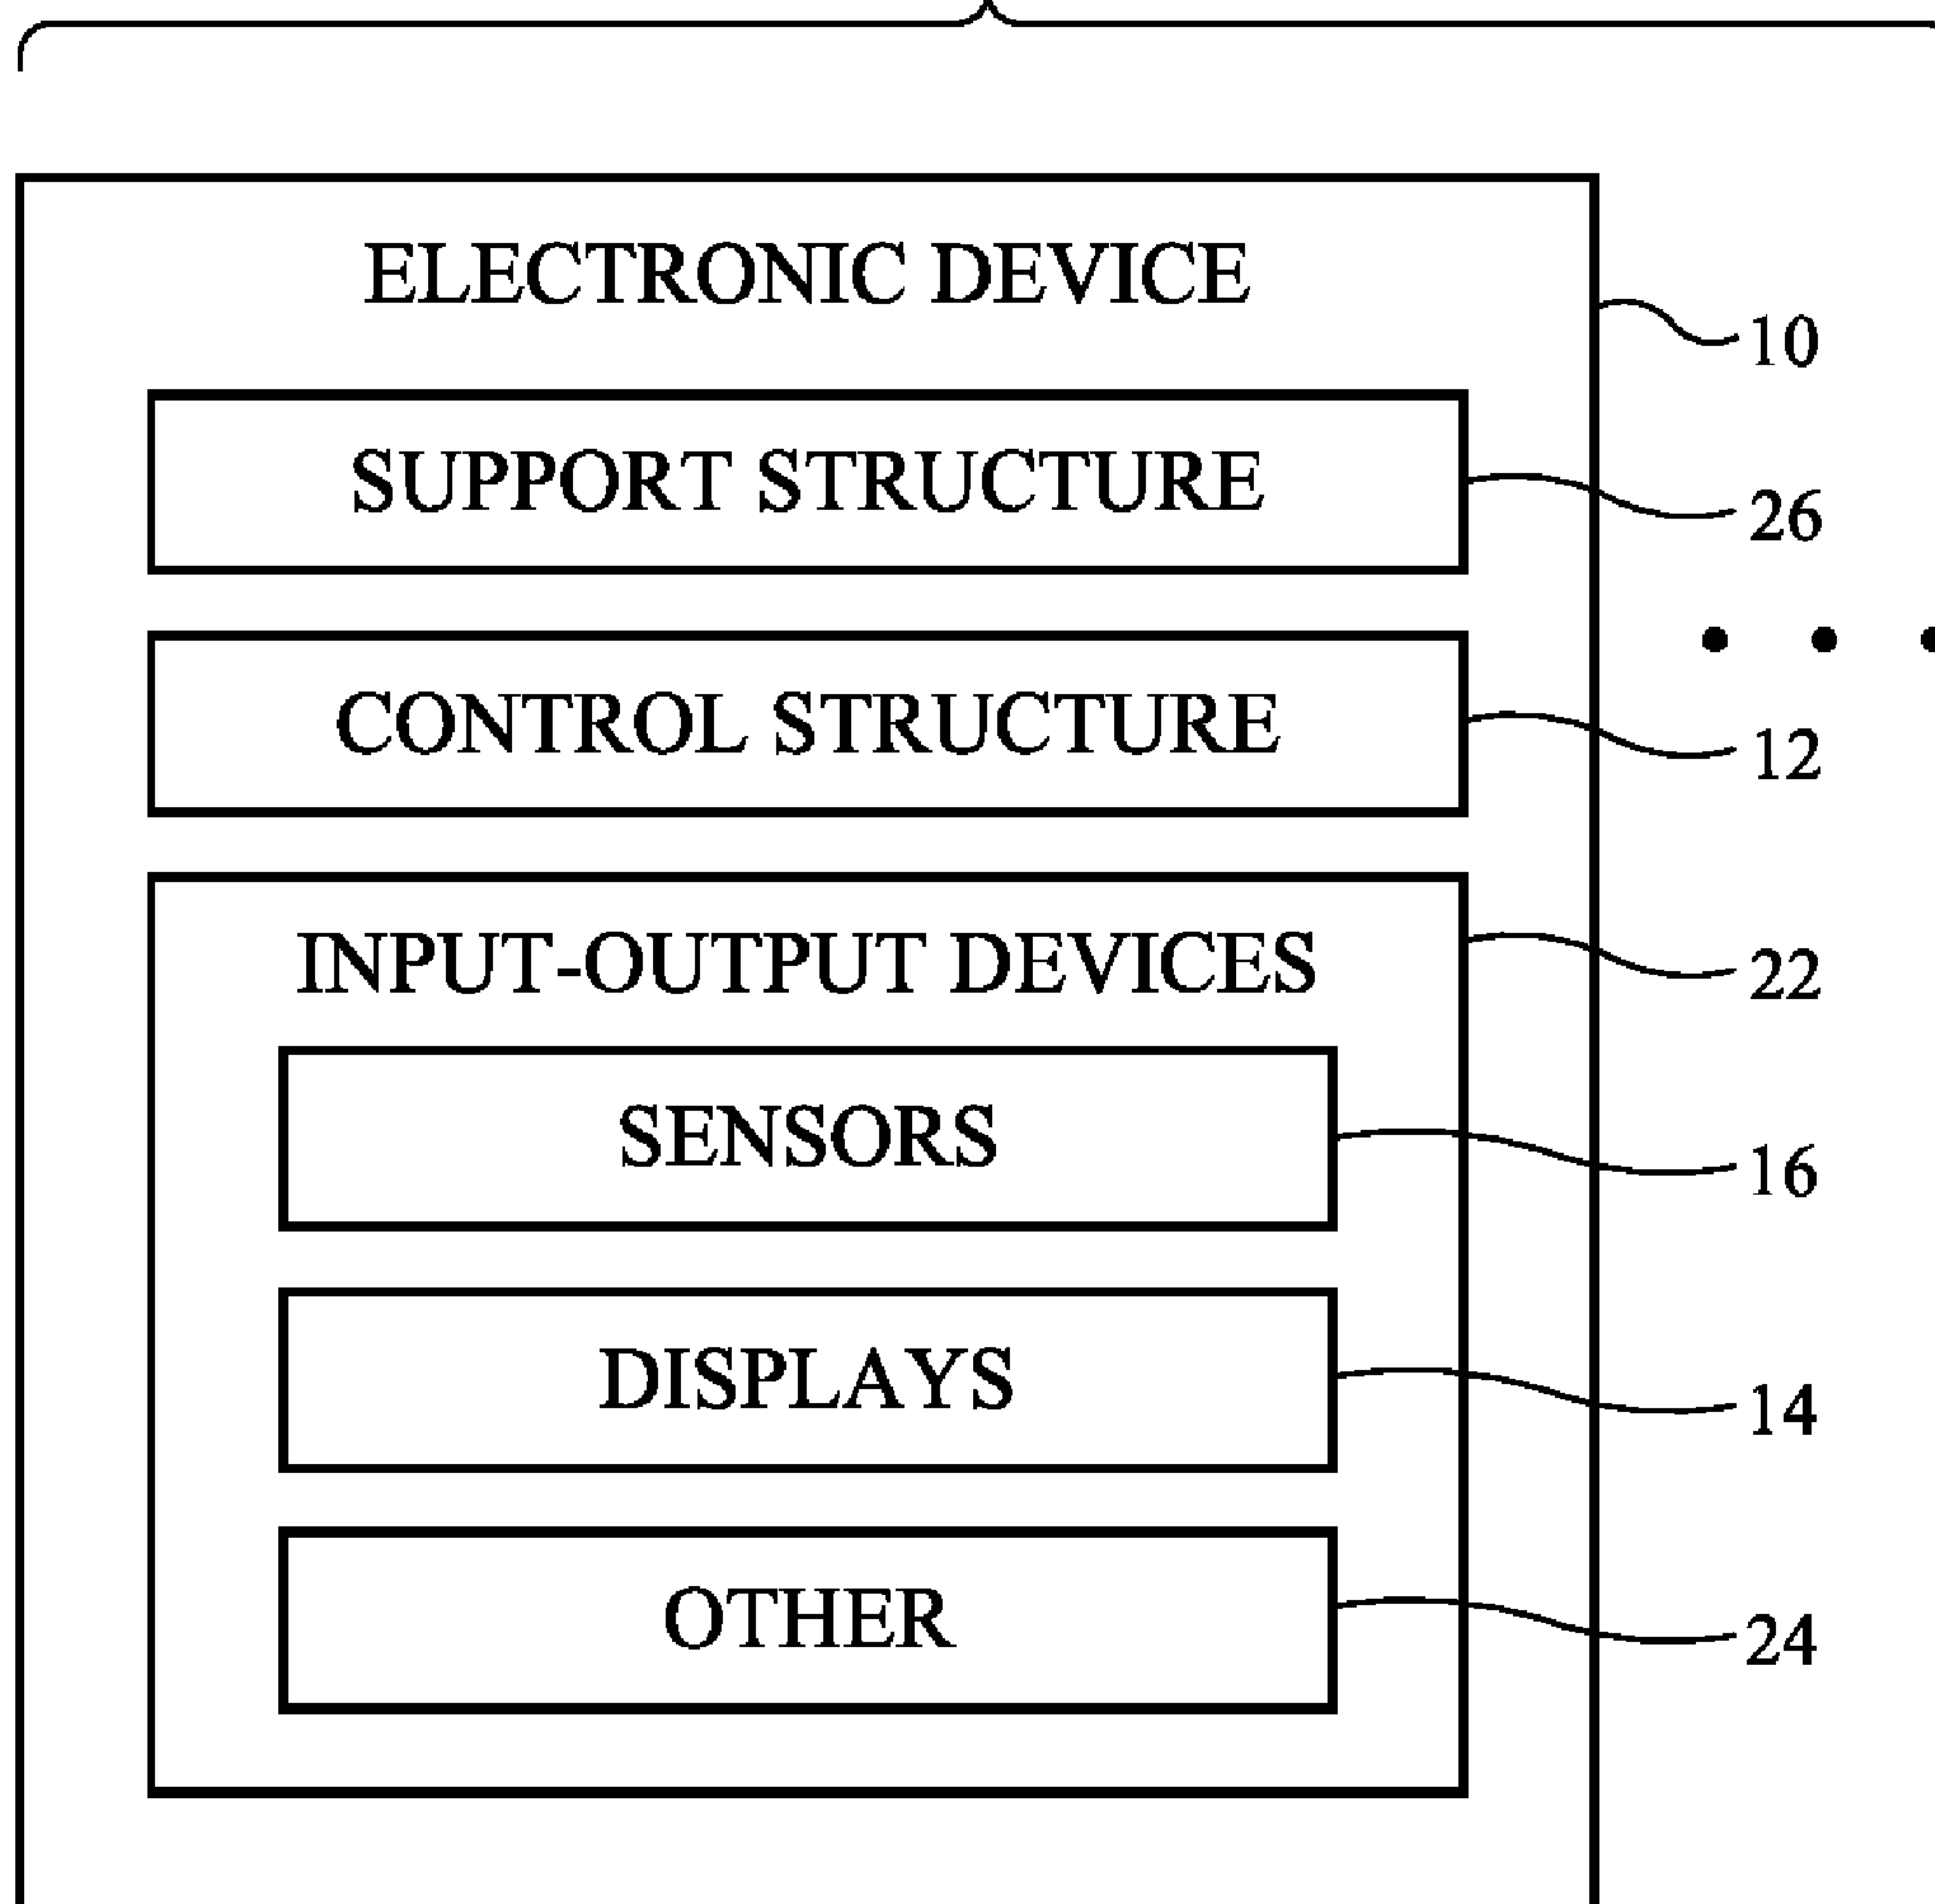 ELECTRONIC DEVICE
10
SUPPORT STRUCTURE
26
CONTROL STRUCTURE
12
INPUT-OUTPUT DEVICES
22
SENSORS
16
DISPLAYS
14
OTHER
24